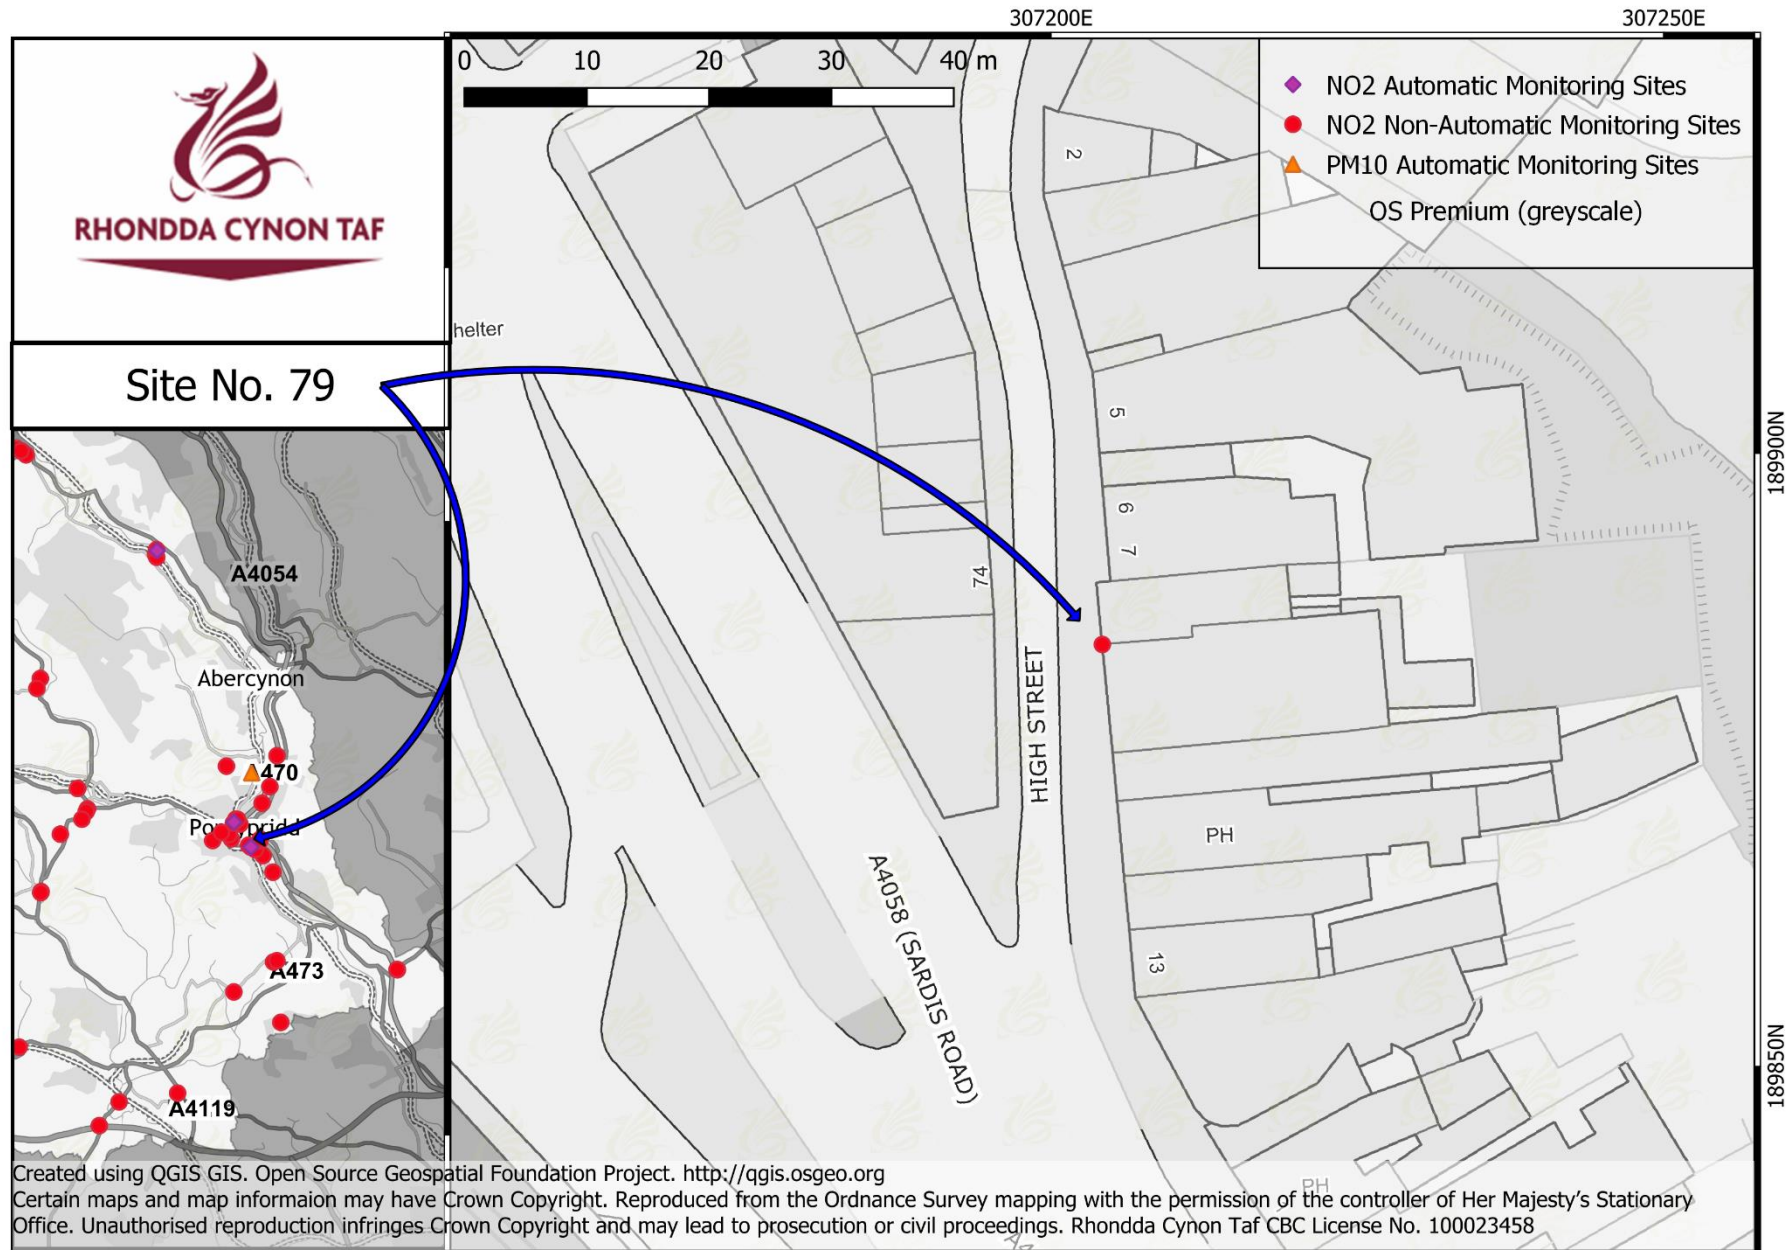 307200E
307250E
0 10 20 30 40 m
NO2 Automatic Monitoring Sites
NO2 Non-Automatic Monitoring Sites
PM10 Automatic Monitoring Sites
OS Premium (greyscale)
RHONDDA CYNON TAF
Site No. 79
helter
2
5
6
7
74
HIGH STREET
PH
13
A4058 (SARDIS ROAD)
PH
189900N
189850N
A4054
Abercynon
A470
A473
A4119
Created using QGIS GIS. Open Source Geospatial Foundation Project. http://qgis.osgeo.org
Certain maps and map informaion may have Crown Copyright. Reproduced from the Ordnance Survey mapping with the permission of the controller of Her Majesty's Stationary
Office. Unauthorised reproduction infringes Crown Copyright and may lead to prosecution or civil proceedings. Rhondda Cynon Taf CBC License No. 100023458